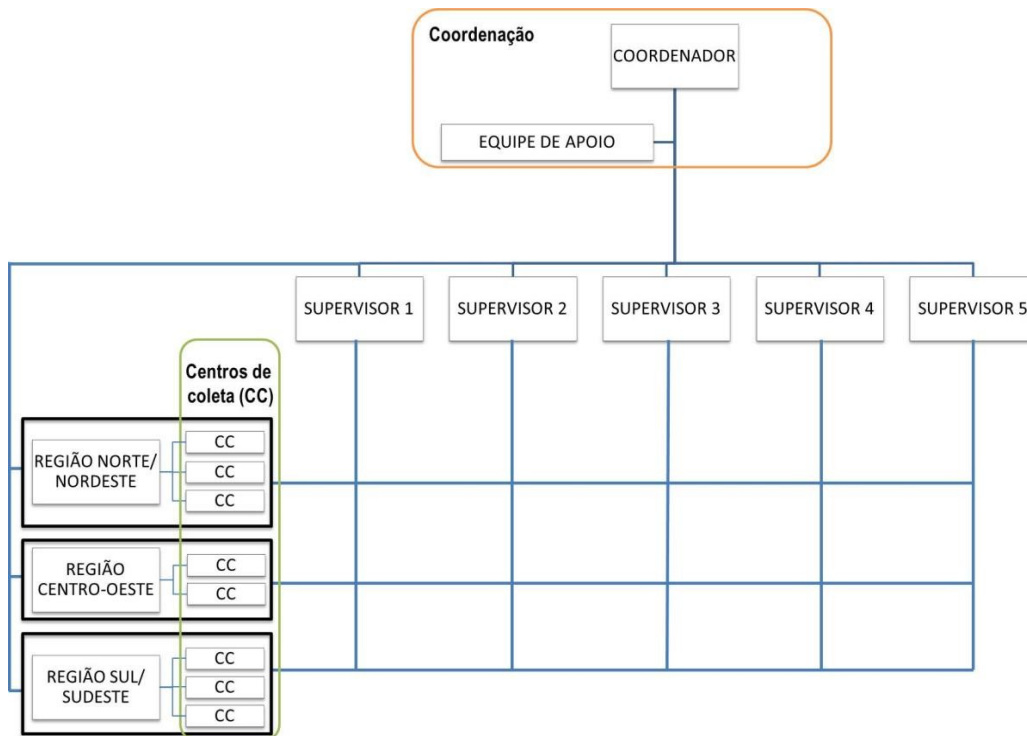 Coordenação
COORDENADOR
EQUIPE DE APOIO
SUPERVISOR 1
SUPERVISOR 2
SUPERVISOR 3
SUPERVISOR 4
SUPERVISOR 5
Centros de
coleta (CC)
REGIÃO NORTE/
NORDESTE
CC
CC
CC
REGIÃO
CENTRO-OESTE
CC
CC
REGIÃO SUL/
SUDESTE
CC
CC
CC